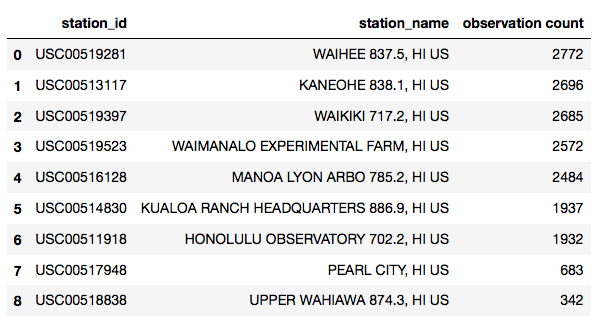 station_id station_name observation count
0 USC00519281 WAIHEE 837.5, HI US 2772
1 USC00513117 KANEOHE 838.1, HI US 2696
2 USC00519397 WAIKIKI 717.2, HI US 2685
3 USC00519523 WAIMANALO EXPERIMENTAL FARM, HI US 2572
4 USC00516128 MANOA LYON ARBO 785.2, HI US 2484
5 USC00514830 KUALOA RANCH HEADQUARTERS 886.9, HI US 1937
6 USC00511918 HONOLULU OBSERVATORY 702.2, HI US 1932
7 USC00517948 PEARL CITY, HI US 683
8 USC00518838 UPPER WAHIAWA 874.3, HI US 342